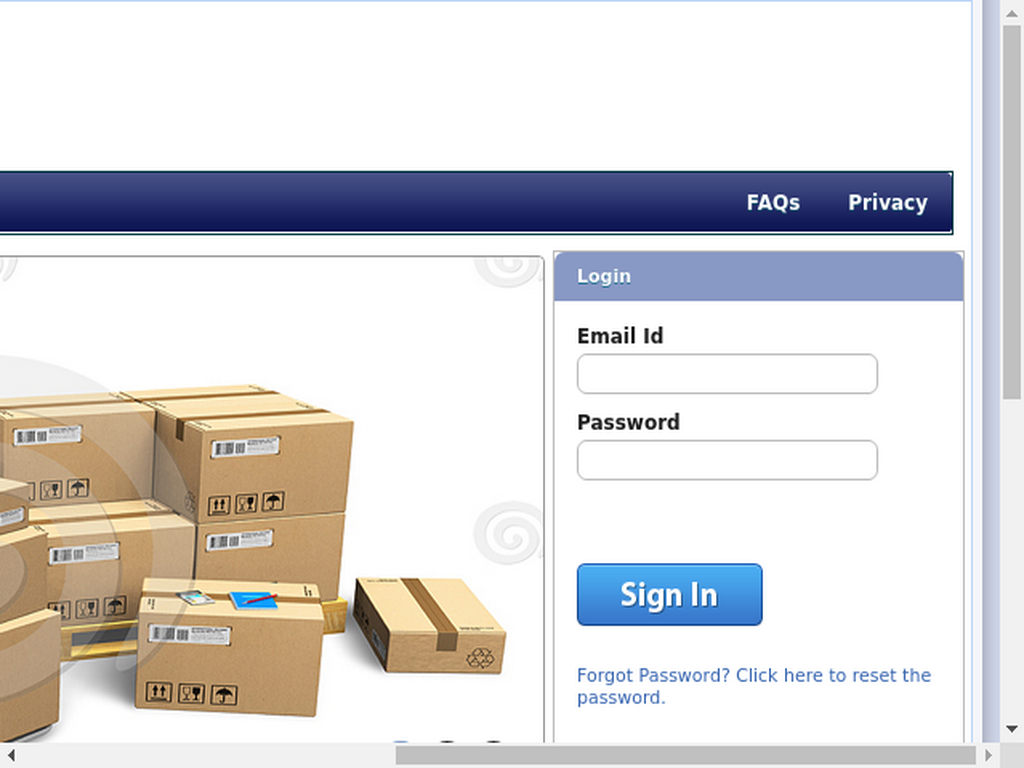 FAQs Privacy
Login
Email Id
Password
Sign In
Forgot Password? Click here to reset the
password.